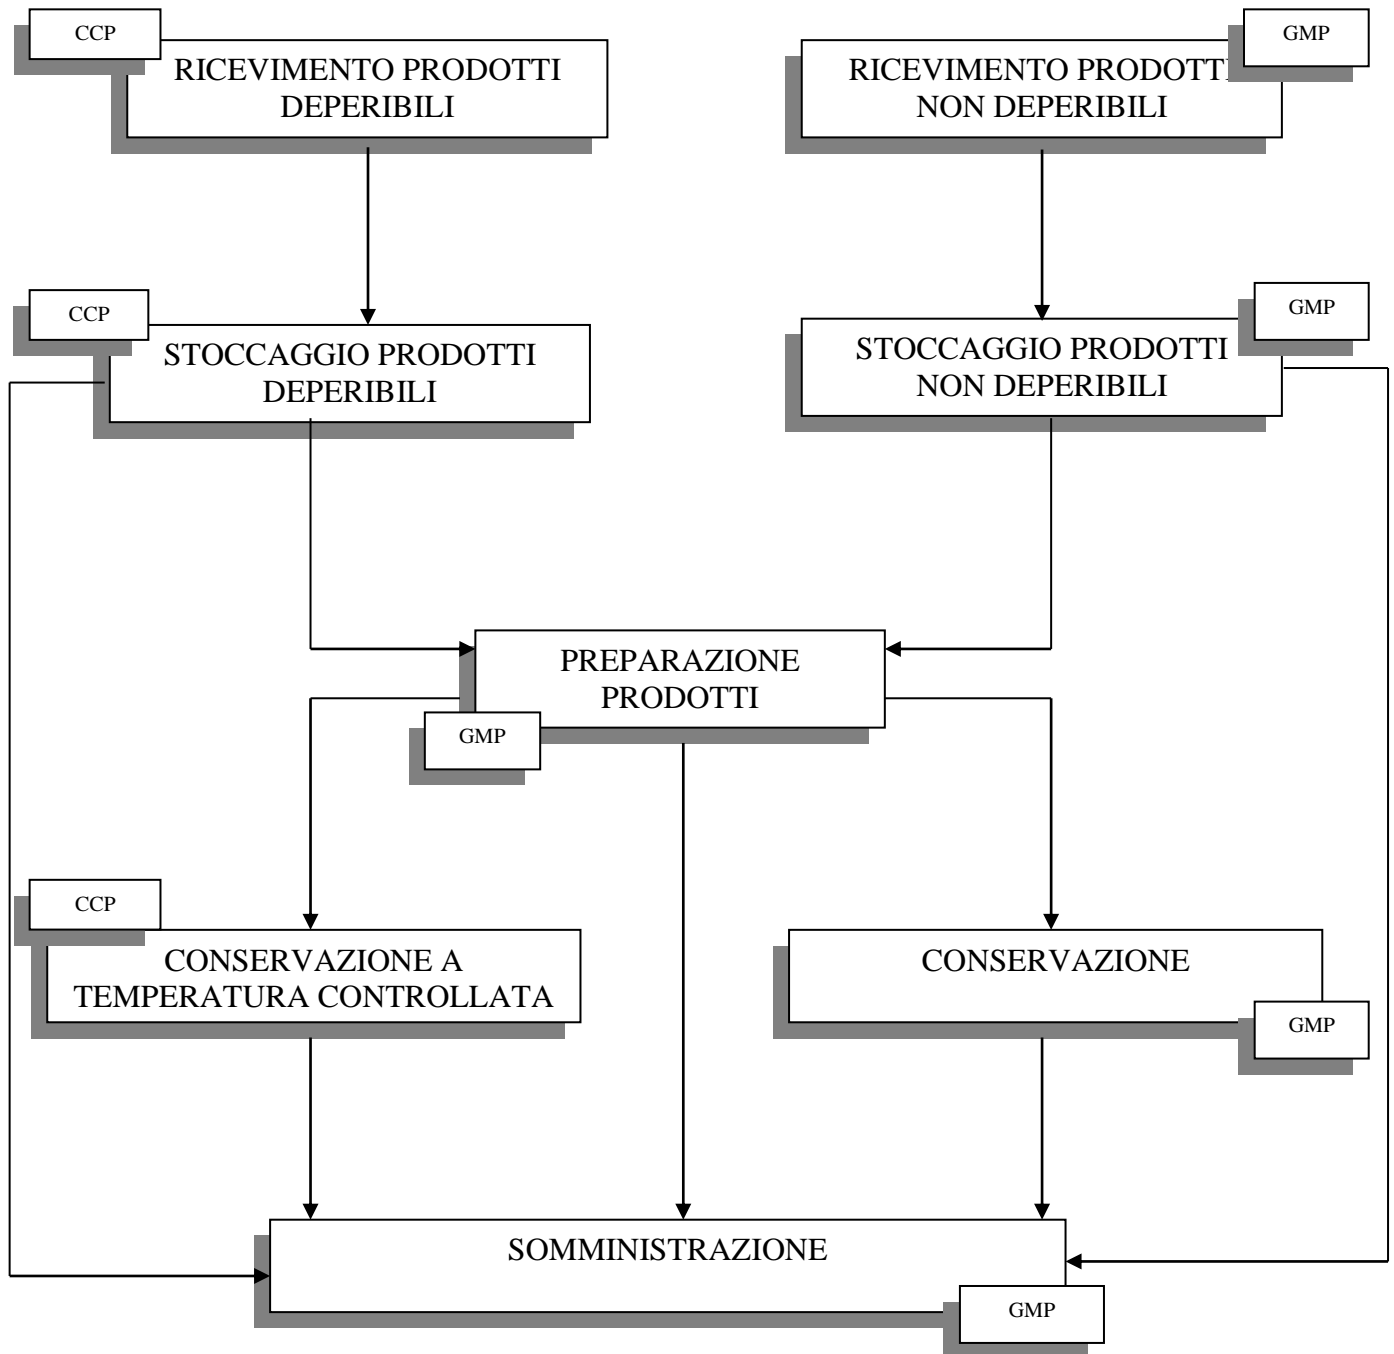 CCP
RICEVIMENTO PRODOTTI
DEPERIBILI
GMP
RICEVIMENTO PRODOTTI
NON DEPERIBILI
CCP
STOCCAGGIO PRODOTTI
DEPERIBILI
GMP
STOCCAGGIO PRODOTTI
NON DEPERIBILI
PREPARAZIONE
PRODOTTI
GMP
CCP
CONSERVAZIONE A
TEMPERATURA CONTROLLATA
CONSERVAZIONE
GMP
SOMMINISTRAZIONE
GMP